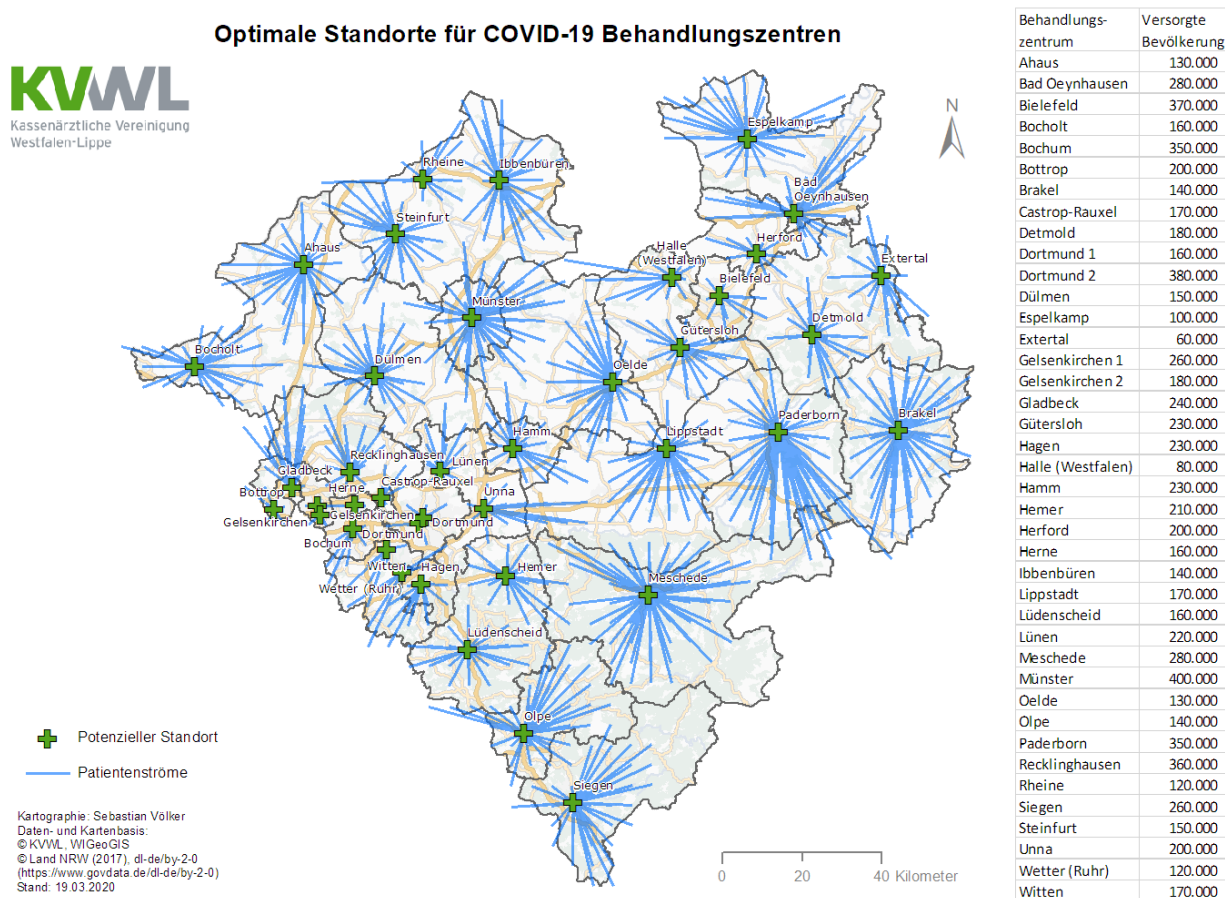 Optimale Standorte für COVID-19 Behandlungszentren
KVWL
Kassenärztliche Vereinigung
Westfalen-Lippe
N
Espelkamp
Rheine
Ibbenbüren
Bad
Oeynhausen
Steinfurt
Herford
Halle
(Westfalen)
Ahaus
Extertal
Bielefeld
Münster
Detmold
Gütersloh
Bocholt
Dülmen
Oelde
Paderborn
Brakel
Hamm
Lippstadt
Recklinghausen
Lünen
Gladbeck
Castrop-Rauxel
Bottrop
Herne
Unna
Gelsenkirchen
Gelsenkirchen
Dortmund
Bochum
Dortmund
Witten
Hagen
Hemer
Meschede
Wetter (Ruhr)
Lüdenscheid
Olpe
Siegen
Potenzieller Standort
Patientenströme
Kartographie: Sebastian Völker
Daten- und Kartenbasis:
© KVWL, WIGeoGIS
© Land NRW (2017), dl-de/by-2-0
(https://www.govdata.de/dl-de/by-2-0)
Stand: 19.03.2020
0 20 40 Kilometer
Behandlungs- Versorgte
zentrum Bevölkerung
Ahaus 130.000
Bad Oeynhausen 280.000
Bielefeld 370.000
Bocholt 160.000
Bochum 350.000
Bottrop 200.000
Brakel 140.000
Castrop-Rauxel 170.000
Detmold 180.000
Dortmund 1 160.000
Dortmund 2 380.000
Dülmen 150.000
Espelkamp 100.000
Extertal 60.000
Gelsenkirchen 1 260.000
Gelsenkirchen 2 180.000
Gladbeck 240.000
Gütersloh 230.000
Hagen 230.000
Halle (Westfalen) 80.000
Hamm 230.000
Hemer 210.000
Herford 200.000
Herne 160.000
Ibbenbüren 140.000
Lippstadt 170.000
Lüdenscheid 160.000
Lünen 220.000
Meschede 280.000
Münster 400.000
Oelde 130.000
Olpe 140.000
Paderborn 350.000
Recklinghausen 360.000
Rheine 120.000
Siegen 260.000
Steinfurt 150.000
Unna 200.000
Wetter (Ruhr) 120.000
Witten 170.000